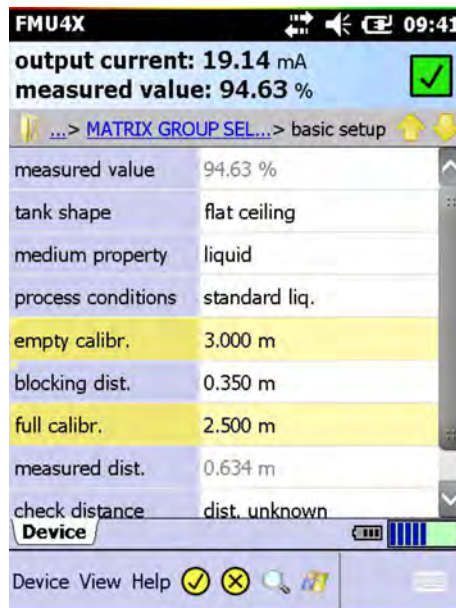 FMU4X 09:41
output current: 19.14 mA
measured value: 94.63 %
...> MATRIX GROUP SEL...> basic setup
measured value 94.63 %
tank shape flat ceiling
medium property liquid
process conditions standard liq.
empty calibr. 3.000 m
blocking dist. 0.350 m
full calibr. 2.500 m
measured dist. 0.634 m
check distance dist. unknown
Device
Device View Help